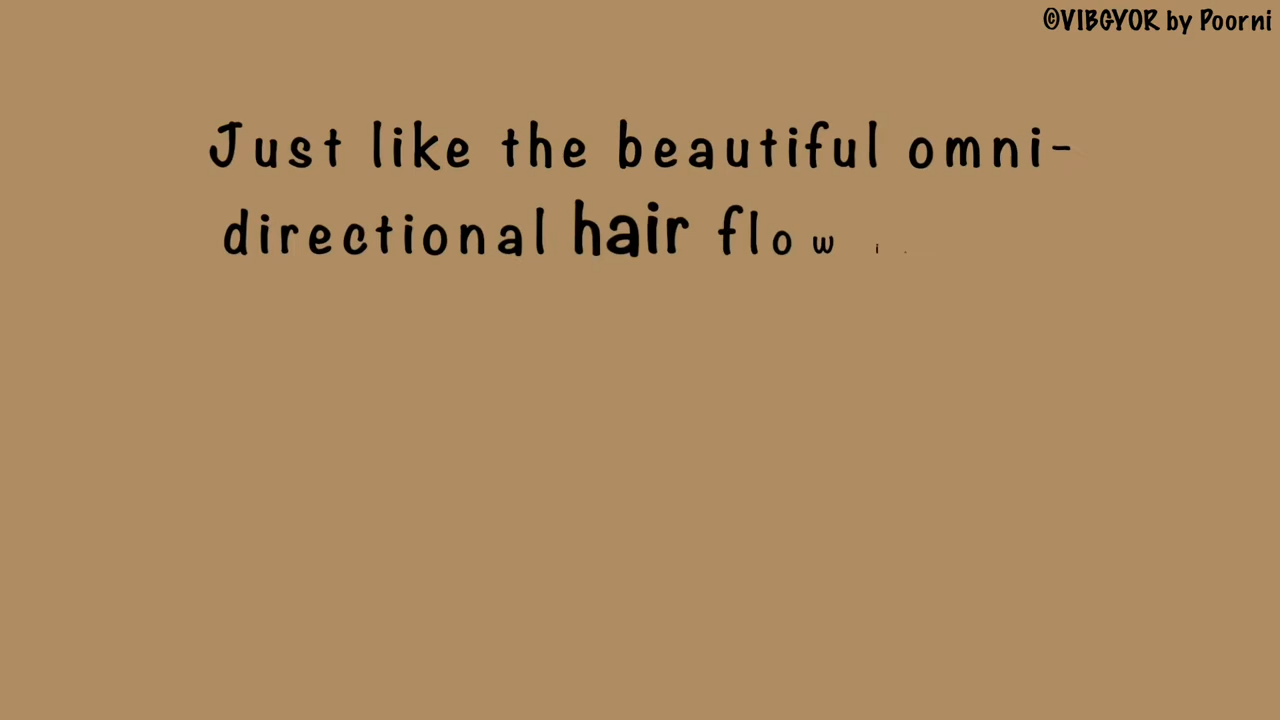 ©VIBGYOR by Poorni
Just like the beautiful omni-
directional hair flow i